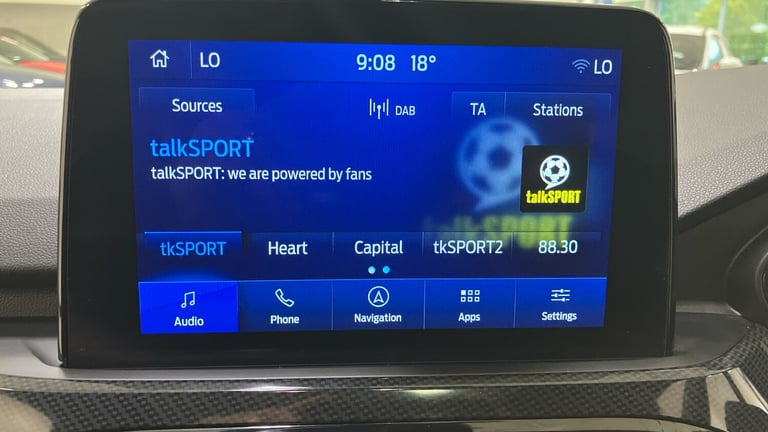 LO
9:08 18°
LO
Sources
DAB
TA
Stations
talkSPORT
talkSPORT: we are powered by fans
talkSPORT
talkSPORT
tkSPORT
Heart
Capital
tkSPORT2
88.30
Audio
Phone
Navigation
Apps
Settings